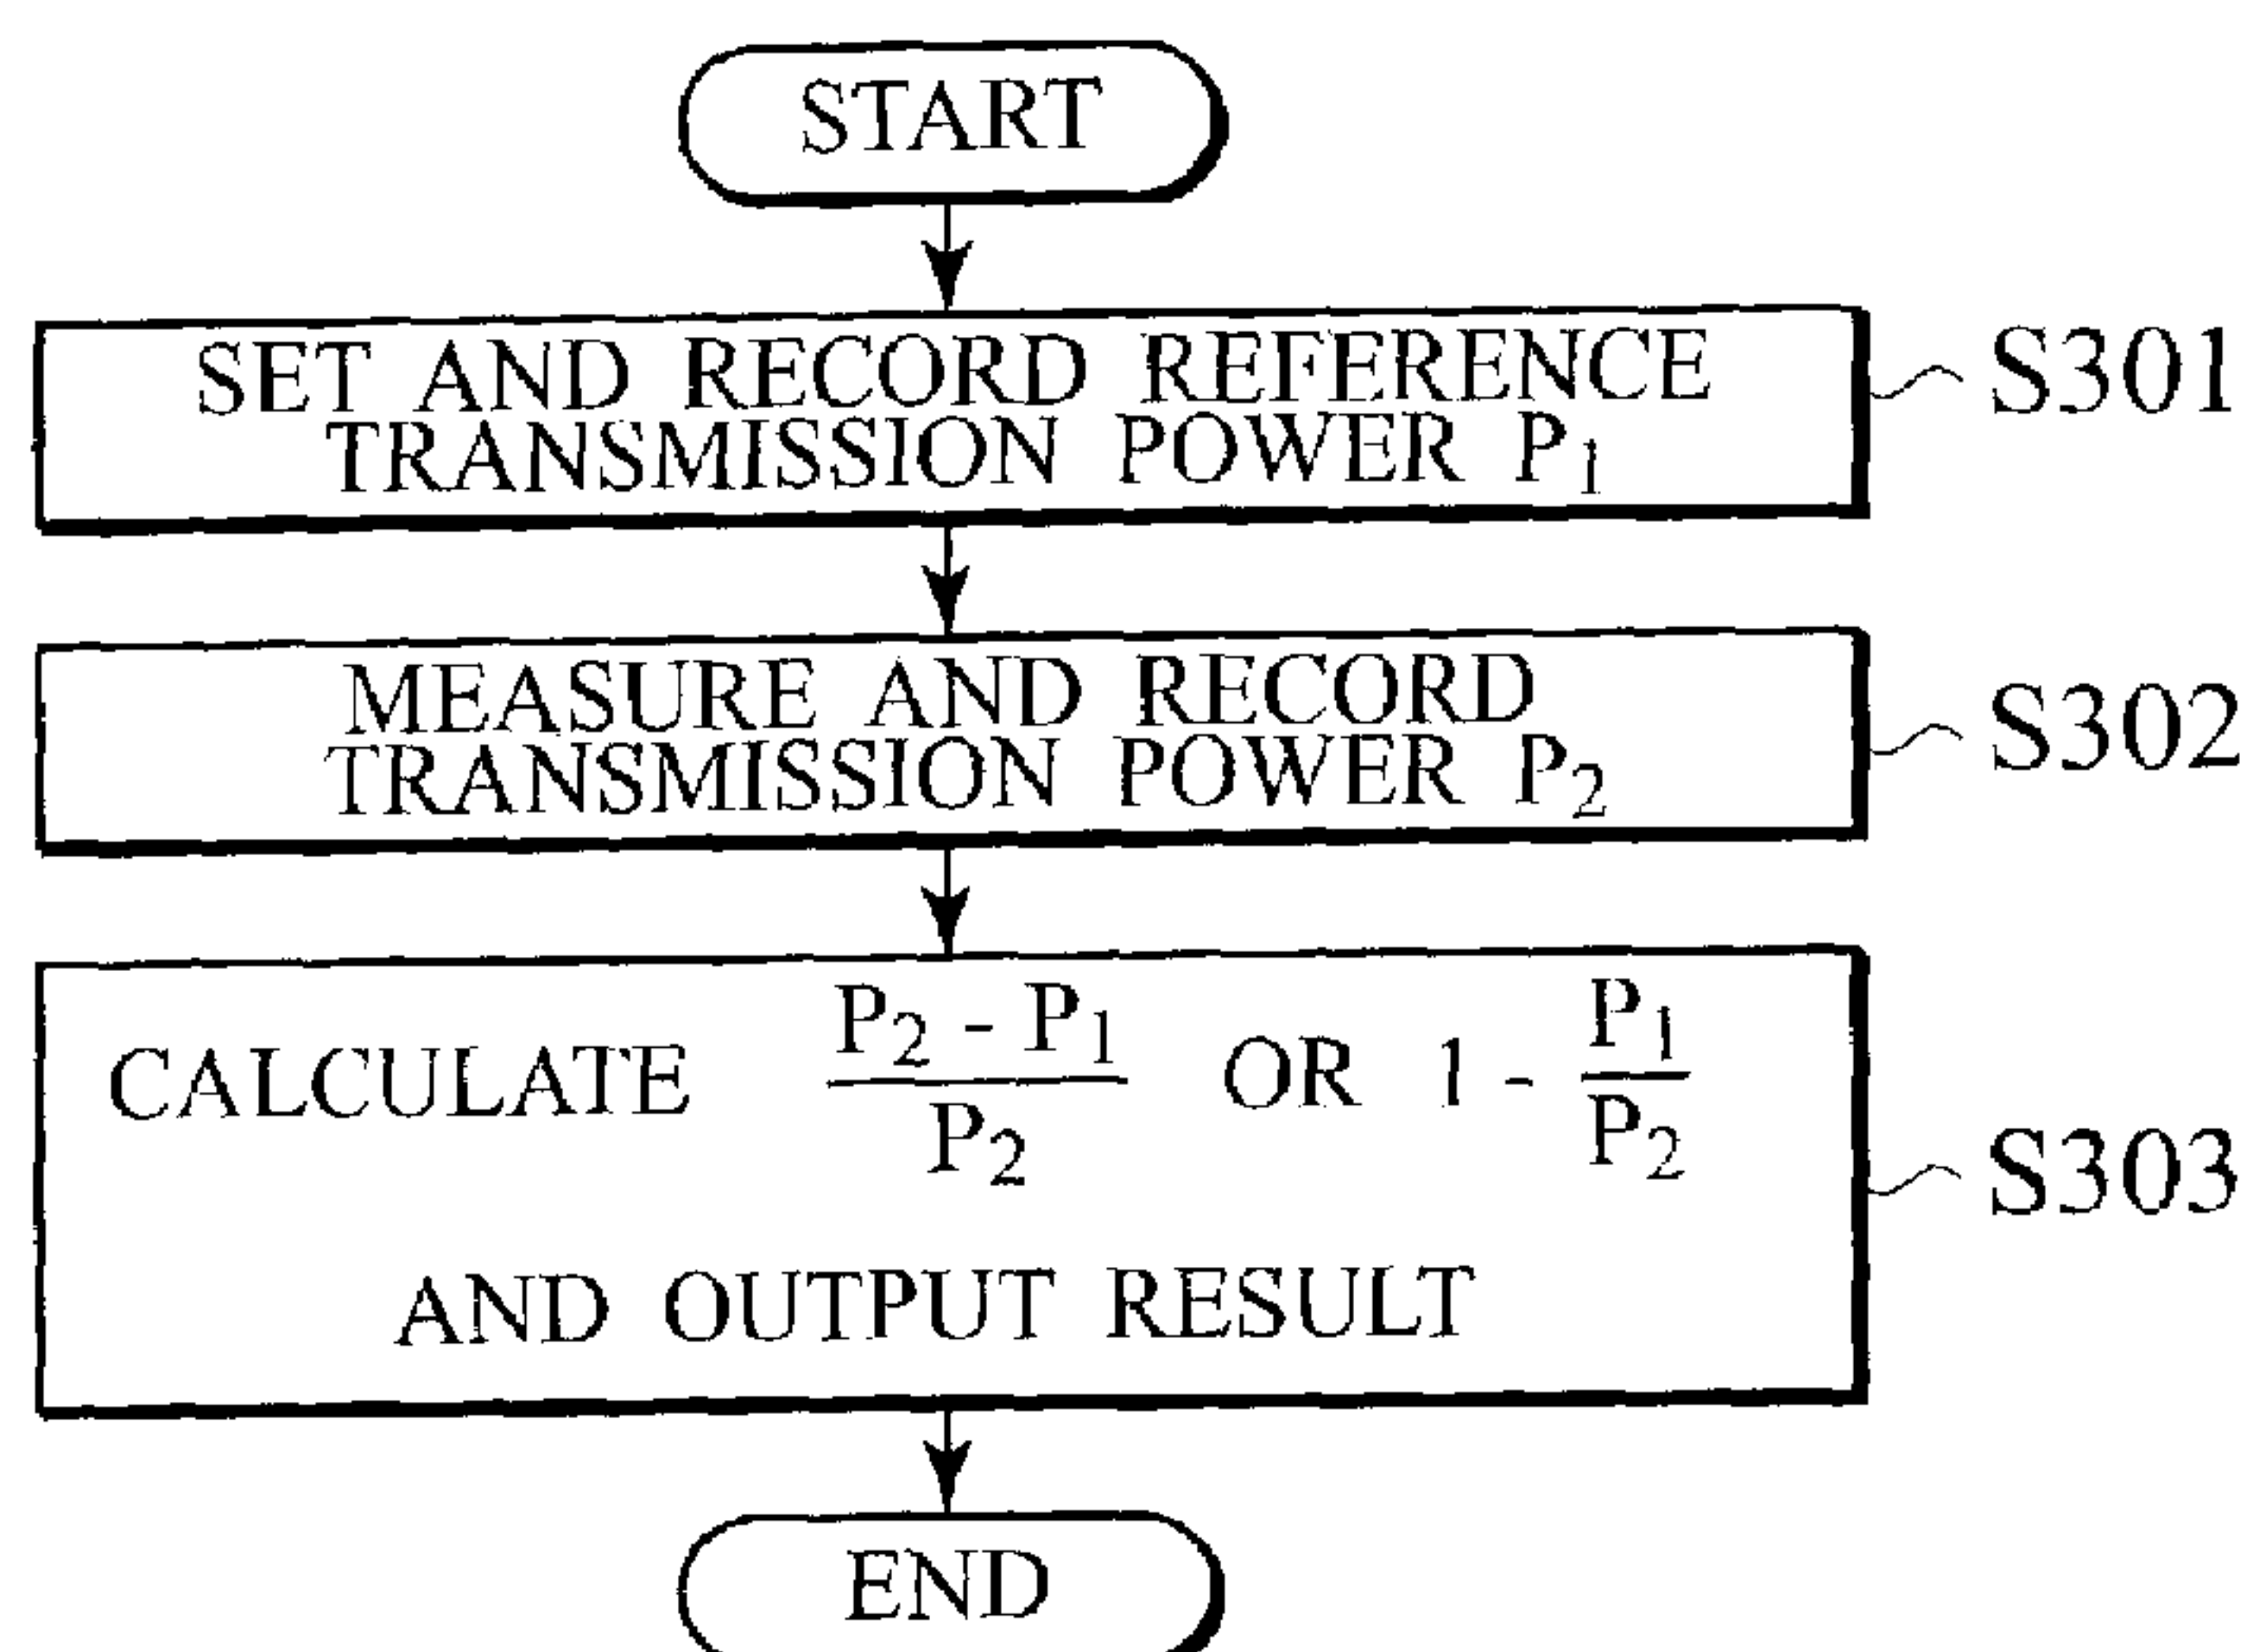 START
SET AND RECORD REFERENCE
TRANSMISSION POWER P₁
S301
MEASURE AND RECORD
TRANSMISSION POWER P₂
S302
CALCULATE (P₂ - P₁)/P₂ OR 1 - P₁/P₂
AND OUTPUT RESULT
S303
END